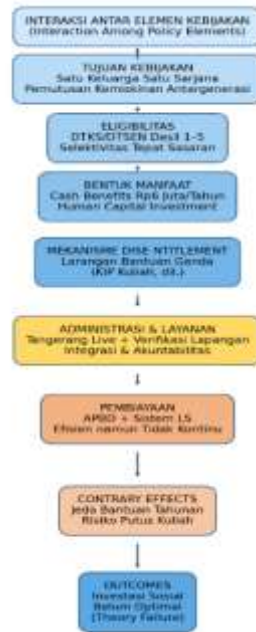 INTERAKSI ANTAR ELEMEN KEBIJAKAN
(Interaction Among Policy Elements)
TUJUAN KEBIJAKAN
Satu Keluarga Satu Sarjana
Pemutusan Kemiskinan Antargenerasi
ELIGIBILITAS
DTKS/DTSEN Desil 1-5
Selektivitas Tepat Sasaran
BENTUK MANFAAT
Cash Benefits Rp6 Juta/Tahun
Human Capital Investment
MEKANISME DISE NTITLEMENT
Larangan Bantuan Ganda
(KIP Kuliah, dll.)
ADMINISTRASI & LAYANAN
Tangerang Live + Verifikasi Lapangan
Integrasi & Akuntabilitas
PEMBIAYAAN
APBD + Sistem LS
Efisien namun Tidak Kontinu
CONTRARY EFFECTS
Jeda Bantuan Tahunan
Risiko Putus Kuliah
OUTCOMES
Investasi Sosial
Belum Optimal
(Theory Failure)